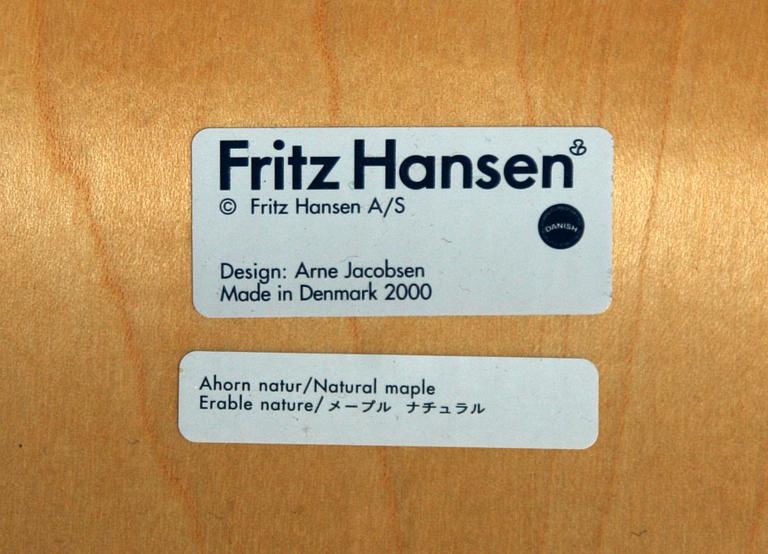 Fritz Hansen
© Fritz Hansen A/S
DANISH
Design: Arne Jacobsen
Made in Denmark 2000
Ahorn natur/Natural maple
Erable nature/メープル ナチュラル